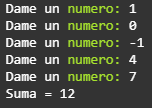 Dame un numero: 1
Dame un numero: 0
Dame un numero: -1
Dame un numero: 4
Dame un numero: 7
Suma = 12